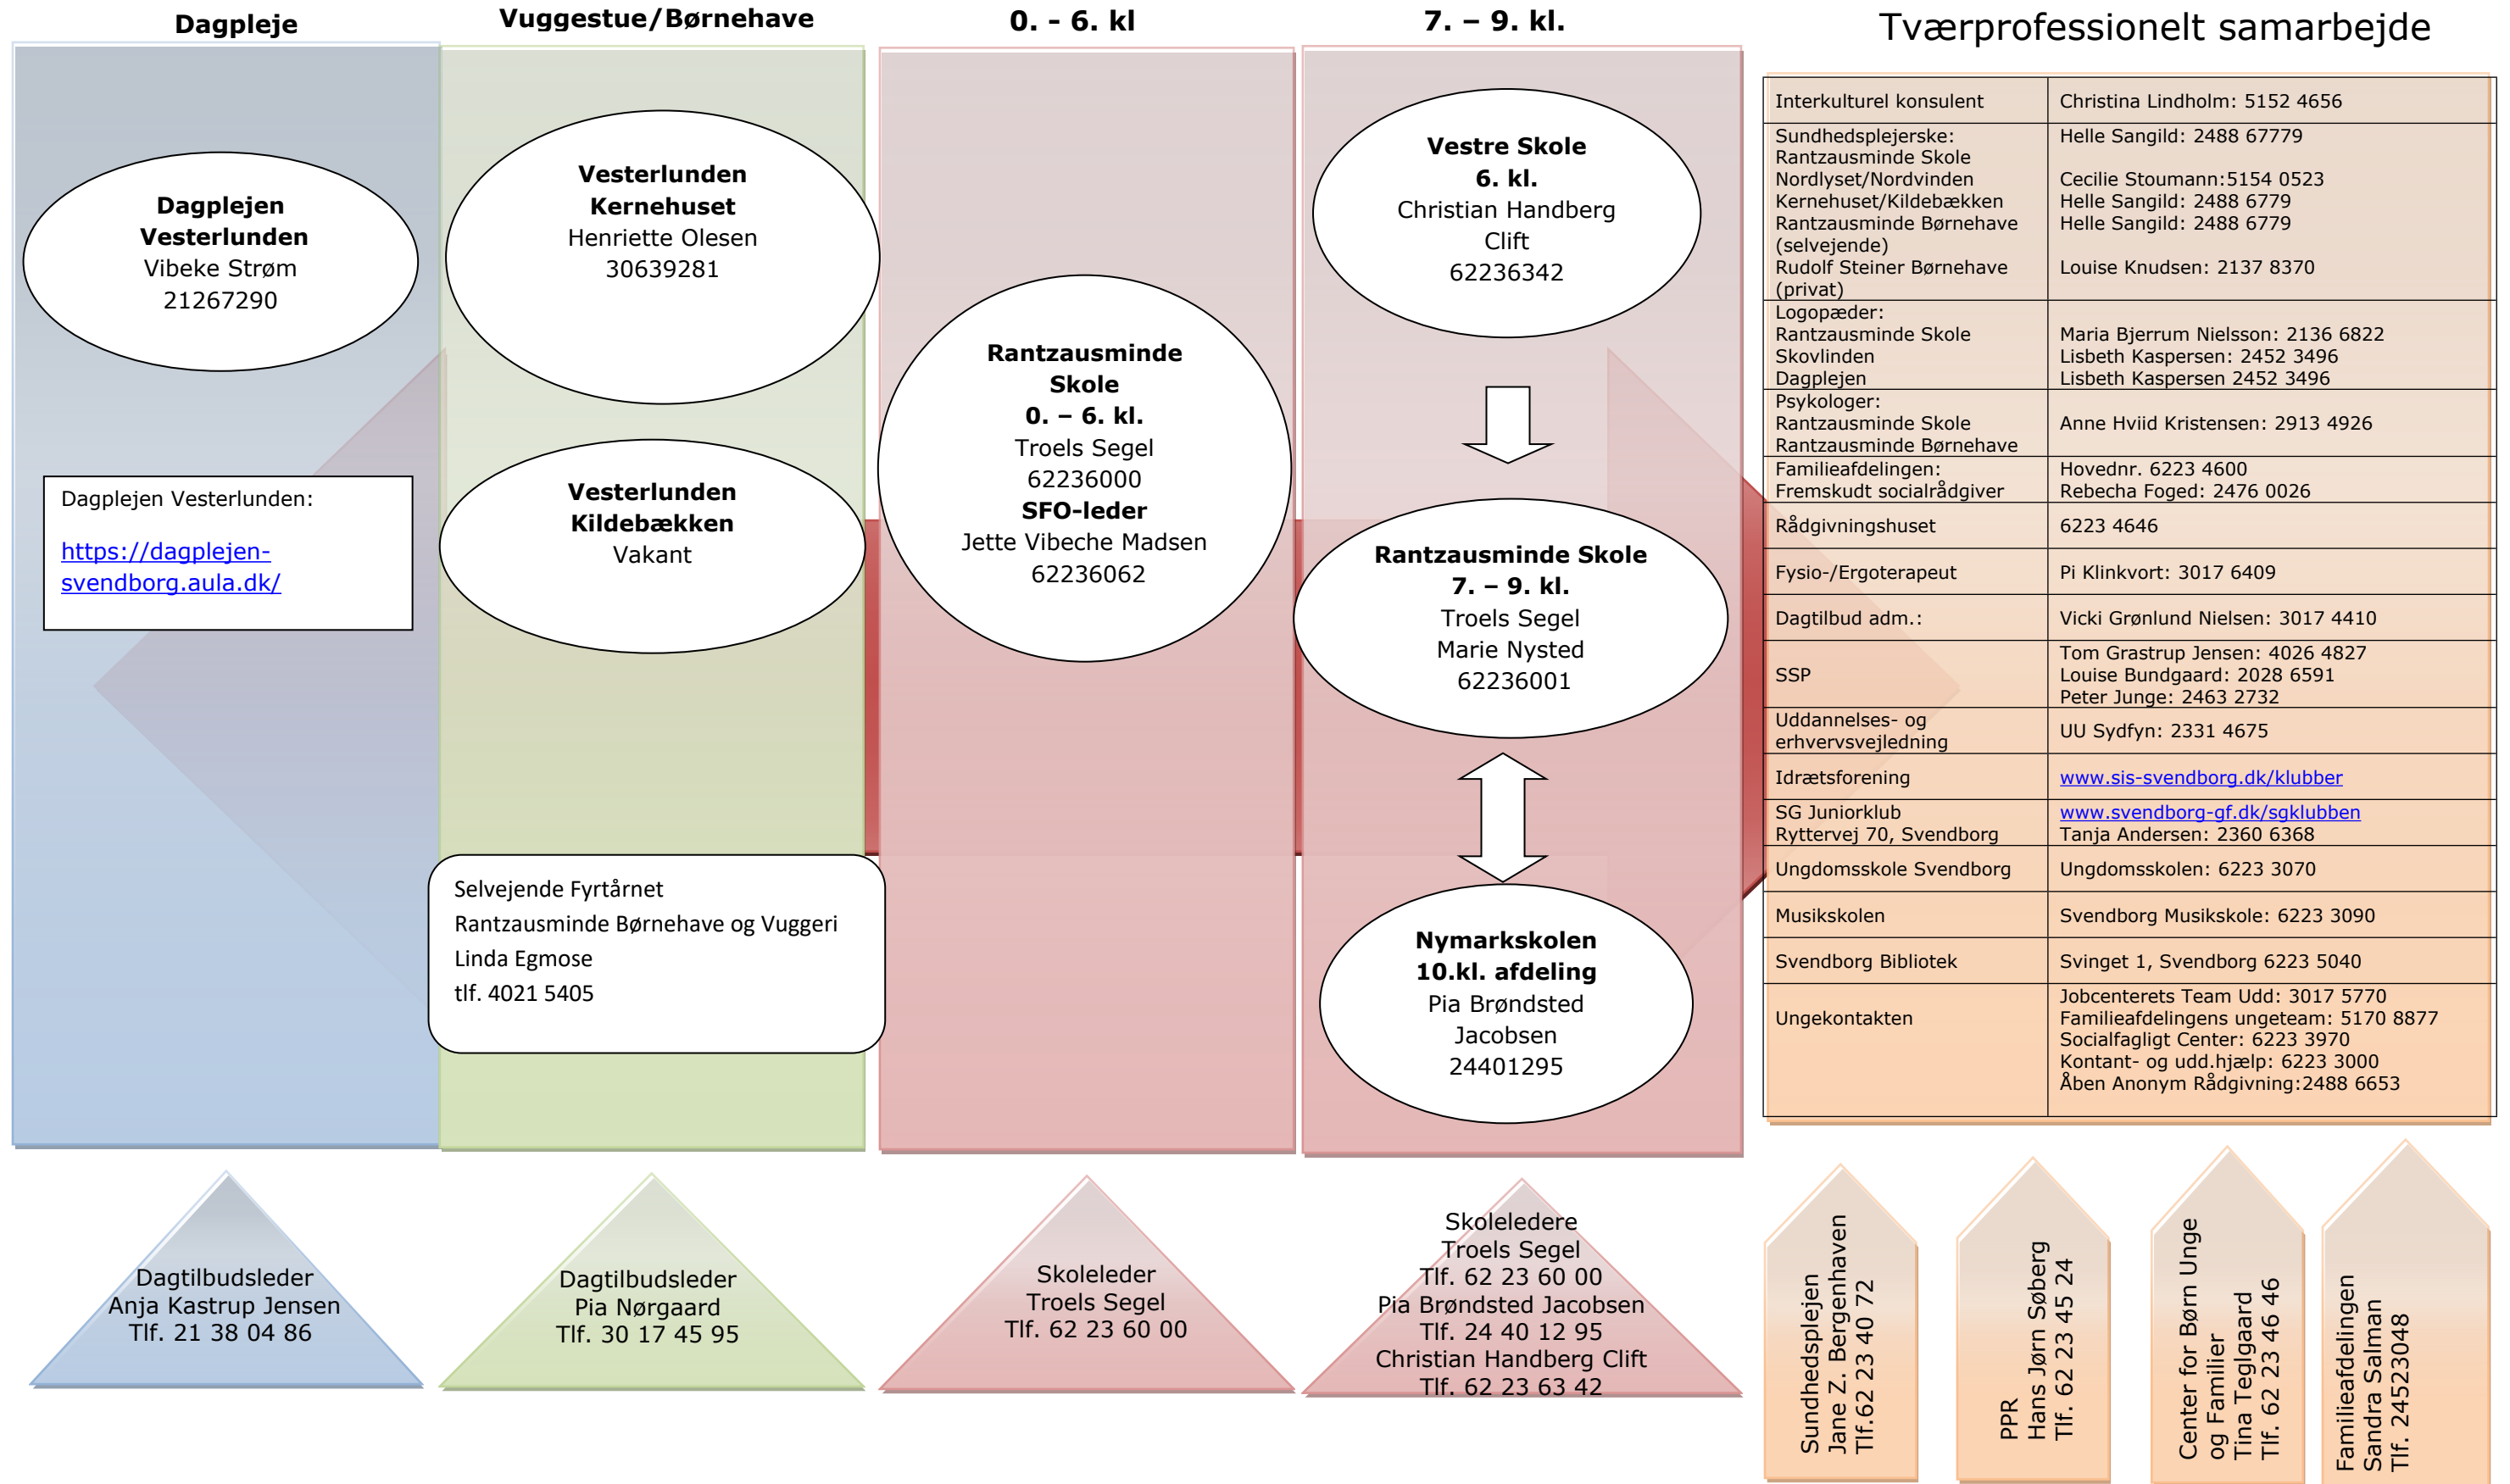 Dagpleje
Vuggestue/Børnehave
0. - 6. kl
7. – 9. kl.
Tværprofessionelt samarbejde
Dagplejen
Vesterlunden
Vibeke Strøm
21267290
Dagplejen Vesterlunden:
https://dagplejen-
svendborg.aula.dk/
Vesterlunden
Kernehuset
Henriette Olesen
30639281
Vesterlunden
Kildebækken
Vakant
Selvejende Fyrtårnet
Rantzausminde Børnehave og Vuggeri
Linda Egmose
tlf. 4021 5405
Rantzausminde
Skole
0. – 6. kl.
Troels Segel
62236000
SFO-leder
Jette Vibeche Madsen
62236062
Vestre Skole
6. kl.
Christian Handberg
Clift
62236342
Rantzausminde Skole
7. – 9. kl.
Troels Segel
Marie Nysted
62236001
Nymarkskolen
10.kl. afdeling
Pia Brøndsted
Jacobsen
24401295
Interkulturel konsulent Christina Lindholm: 5152 4656
Sundhedsplejerske: Helle Sangild: 2488 67779
Rantzausminde Skole
Nordlyset/Nordvinden Cecilie Stoumann:5154 0523
Kernehuset/Kildebækken Helle Sangild: 2488 6779
Rantzausminde Børnehave Helle Sangild: 2488 6779
(selvejende)
Rudolf Steiner Børnehave Louise Knudsen: 2137 8370
(privat)
Logopæder:
Rantzausminde Skole Maria Bjerrum Nielsson: 2136 6822
Skovlinden Lisbeth Kaspersen: 2452 3496
Dagplejen Lisbeth Kaspersen 2452 3496
Psykologer:
Rantzausminde Skole Anne Hviid Kristensen: 2913 4926
Rantzausminde Børnehave
Familieafdelingen: Hovednr. 6223 4600
Fremskudt socialrådgiver Rebecha Foged: 2476 0026
Rådgivningshuset 6223 4646
Fysio-/Ergoterapeut Pi Klinkvort: 3017 6409
Dagtilbud adm.: Vicki Grønlund Nielsen: 3017 4410
SSP Tom Grastrup Jensen: 4026 4827
Louise Bundgaard: 2028 6591
Peter Junge: 2463 2732
Uddannelses- og
erhvervsvejledning UU Sydfyn: 2331 4675
Idrætsforening www.sis-svendborg.dk/klubber
SG Juniorklub www.svendborg-gf.dk/sgklubben
Ryttervej 70, Svendborg Tanja Andersen: 2360 6368
Ungdomsskole Svendborg Ungdomsskolen: 6223 3070
Musikskolen Svendborg Musikskole: 6223 3090
Svendborg Bibliotek Svinget 1, Svendborg 6223 5040
Ungekontakten Jobcenterets Team Udd: 3017 5770
Familieafdelingens ungeteam: 5170 8877
Socialfagligt Center: 6223 3970
Kontant- og udd.hjælp: 6223 3000
Åben Anonym Rådgivning:2488 6653
Dagtilbudsleder
Anja Kastrup Jensen
Tlf. 21 38 04 86
Dagtilbudsleder
Pia Nørgaard
Tlf. 30 17 45 95
Skoleleder
Troels Segel
Tlf. 62 23 60 00
Skoleledere
Troels Segel
Tlf. 62 23 60 00
Pia Brøndsted Jacobsen
Tlf. 24 40 12 95
Christian Handberg Clift
Tlf. 62 23 63 42
Sundhedsplejen
Jane Z. Bergenhaven
Tlf.62 23 40 72
PPR
Hans Jørn Søberg
Tlf. 62 23 45 24
Center for Børn Unge
og Familier
Tina Teglgaard
Tlf. 62 23 46 46
Familieafdelingen
Sandra Salman
Tlf. 24523048